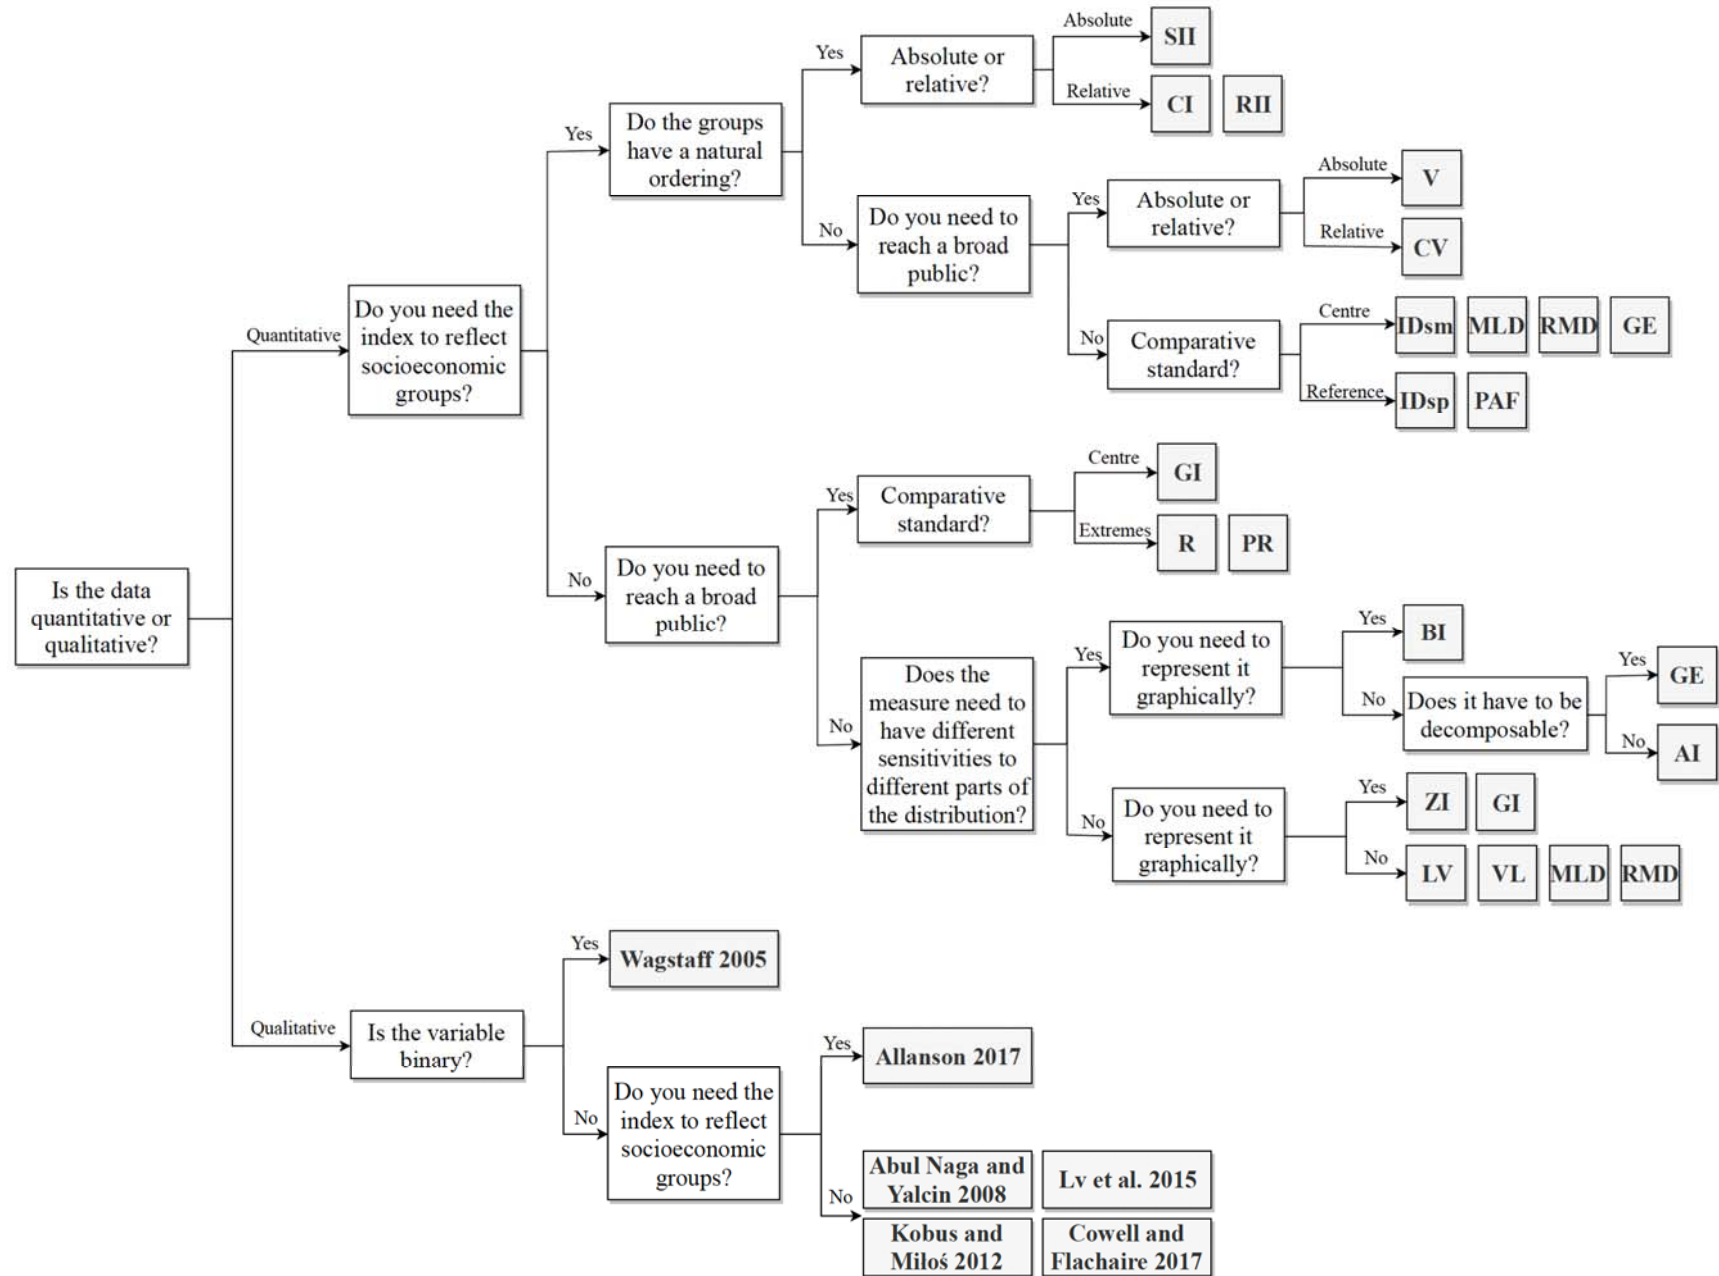 Is the data
quantitative or
qualitative?
Quantitative
Do you need the
index to reflect
socioeconomic
groups?
Yes
Do the groups
have a natural
ordering?
Yes
Absolute or
relative?
Absolute
SII
Relative
CI
RII
No
Do you need to
reach a broad
public?
Yes
Absolute or
relative?
Absolute
V
Relative
CV
No
Comparative
standard?
Centre
IDsm
MLD
RMD
GE
Reference
IDsp
PAF
No
Do you need to
reach a broad
public?
Yes
Comparative
standard?
Centre
GI
Extremes
R
PR
No
Does the
measure need to
have different
sensitivities to
different parts of
the distribution?
Yes
Do you need to
represent it
graphically?
Yes
BI
No
Does it have to be
decomposable?
Yes
GE
No
AI
No
Do you need to
represent it
graphically?
Yes
ZI
GI
No
LV
VL
MLD
RMD
Qualitative
Is the variable
binary?
Yes
Wagstaff 2005
No
Do you need the
index to reflect
socioeconomic
groups?
Yes
Allanson 2017
No
Abul Naga and
Yalcin 2008
Lv et al. 2015
Kobus and
Miłoś 2012
Cowell and
Flachaire 2017